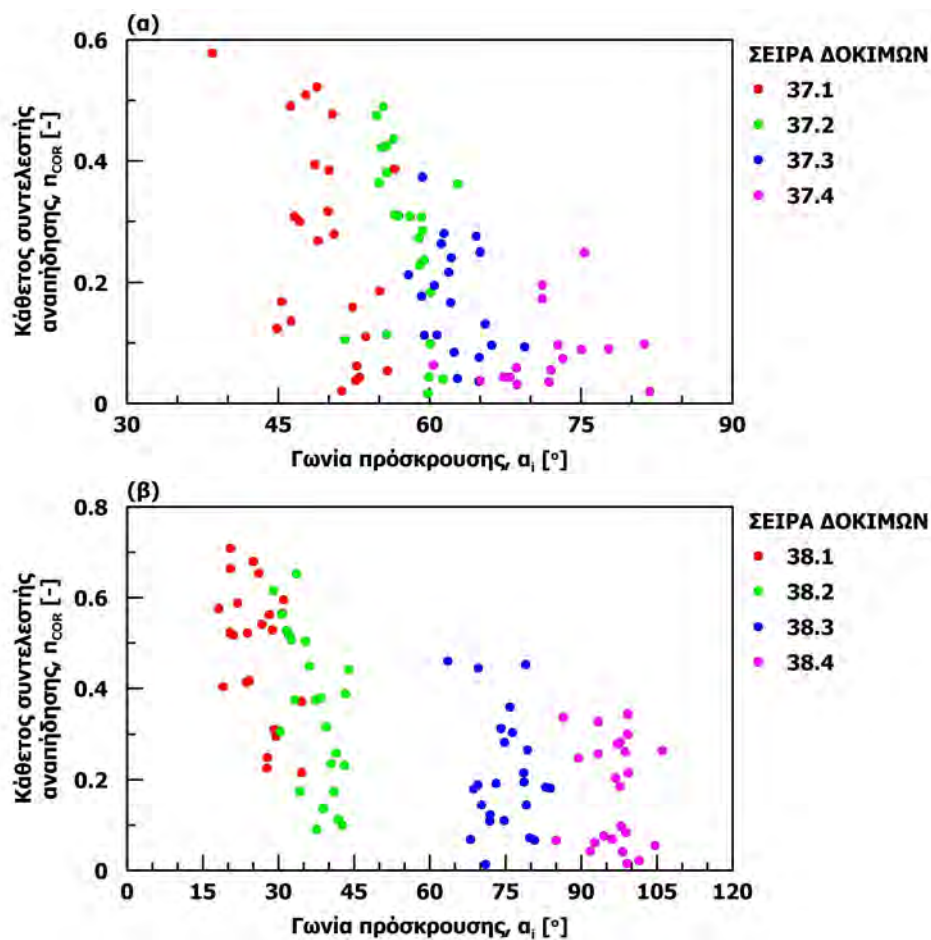 (α)
0.6
0.4
0.2
0
Κάθετος συντελεστής
αναπήδησης, nCOR [-]
30 45 60 75 90
Γωνία πρόσκρουσης, αi [°]
ΣΕΙΡΑ ΔΟΚΙΜΩΝ
37.1
37.2
37.3
37.4
(β)
0.8
0.6
0.4
0.2
0
Κάθετος συντελεστής
αναπήδησης, nCOR [-]
0 15 30 45 60 75 90 105 120
Γωνία πρόσκρουσης, αi [°]
ΣΕΙΡΑ ΔΟΚΙΜΩΝ
38.1
38.2
38.3
38.4